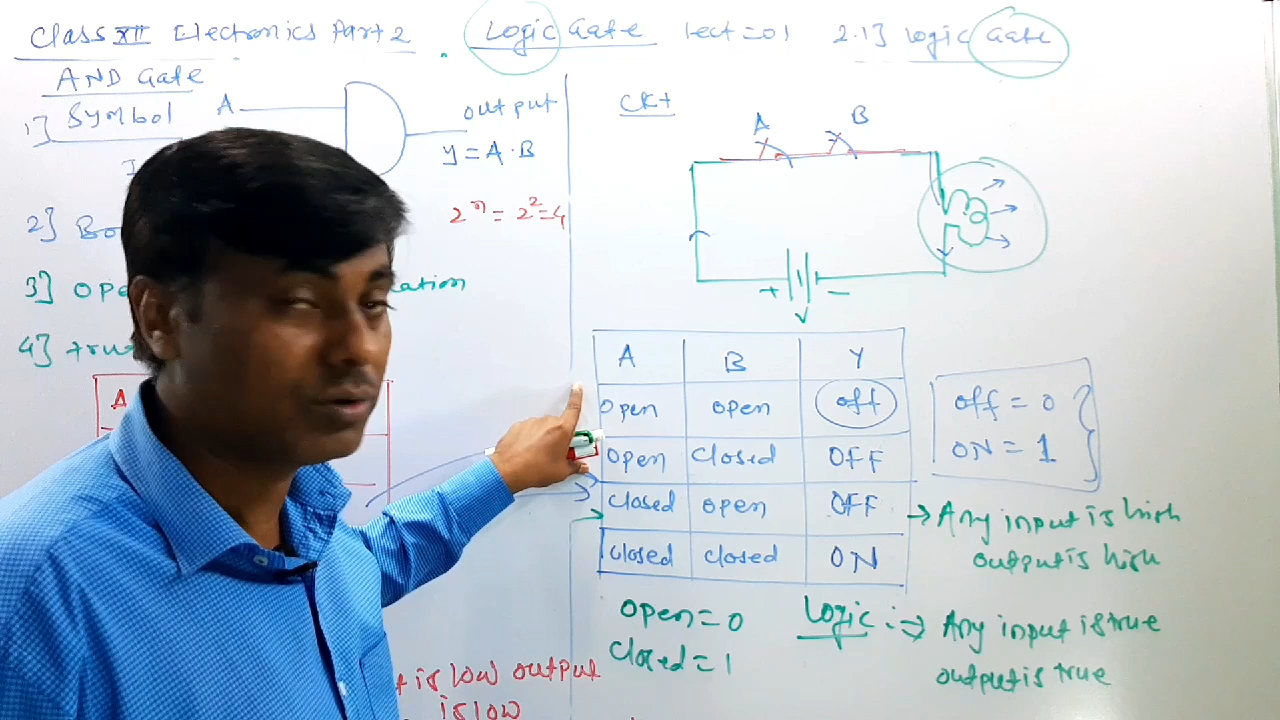 Class XII Electronics Part 2 Logic Gate lect=01 2.1] logic Gate
AND Gate
1] Symbol A
output
y = A · B
2^n = 2^2 = 4
2]
3]
4]
A
is low output
is low
CKt
A B
+ −
A B Y
open open off
open closed OFF
closed open OFF
closed closed ON
off = 0
ON = 1
→ Any input is high
output is high
open = 0
closed = 1
Logic :→ Any input is true
output is true